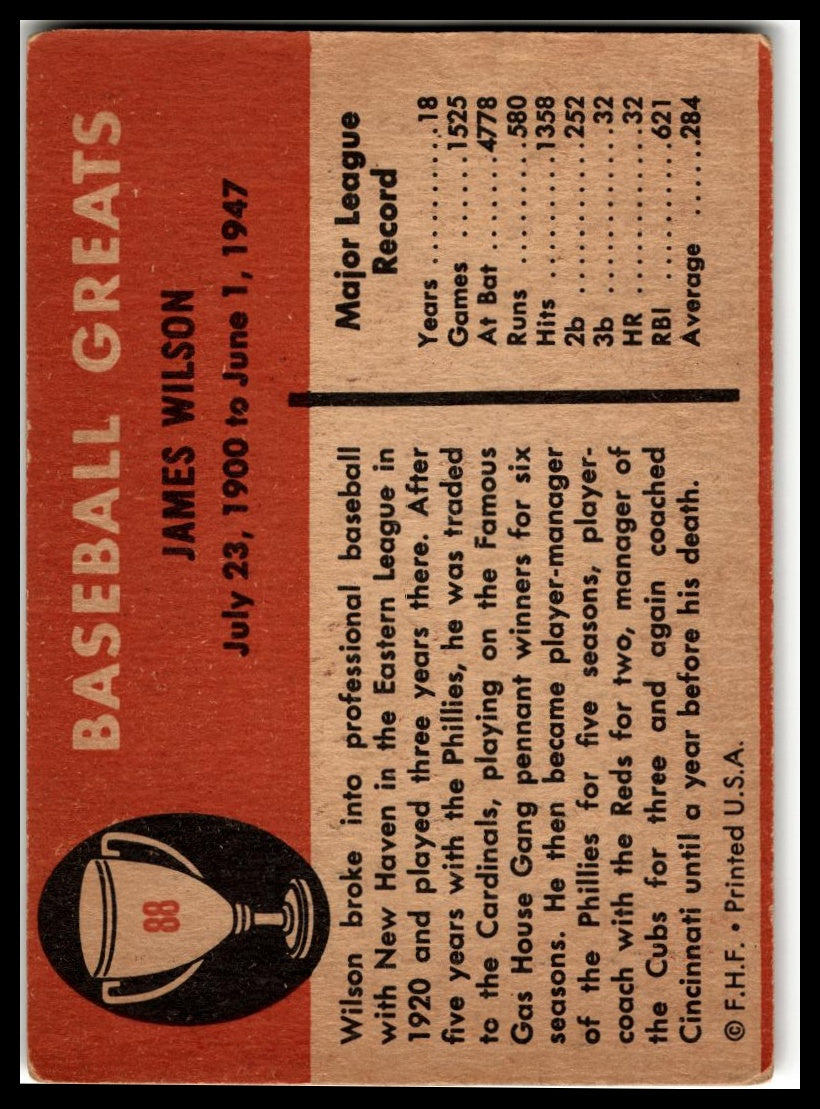 BASEBALL GREATS
JAMES WILSON
July 23, 1900 to June 1, 1947
88
Wilson broke into professional baseball
with New Haven in the Eastern League in
1920 and played three years there. After
five years with the Phillies, he was traded
to the Cardinals, playing on the Famous
Gas House Gang pennant winners for six
seasons. He then became player-manager
of the Phillies for five seasons, player-
coach with the Reds for two, manager of
the Cubs for three and again coached
Cincinnati until a year before his death.
© F.H.F. • Printed U.S.A.
Major League
Record
Years ..........18
Games .......1525
At Bat ........4778
Runs .........580
Hits ..........1358
2b ............252
3b ............32
HR ............32
RBI ..........621
Average ......284